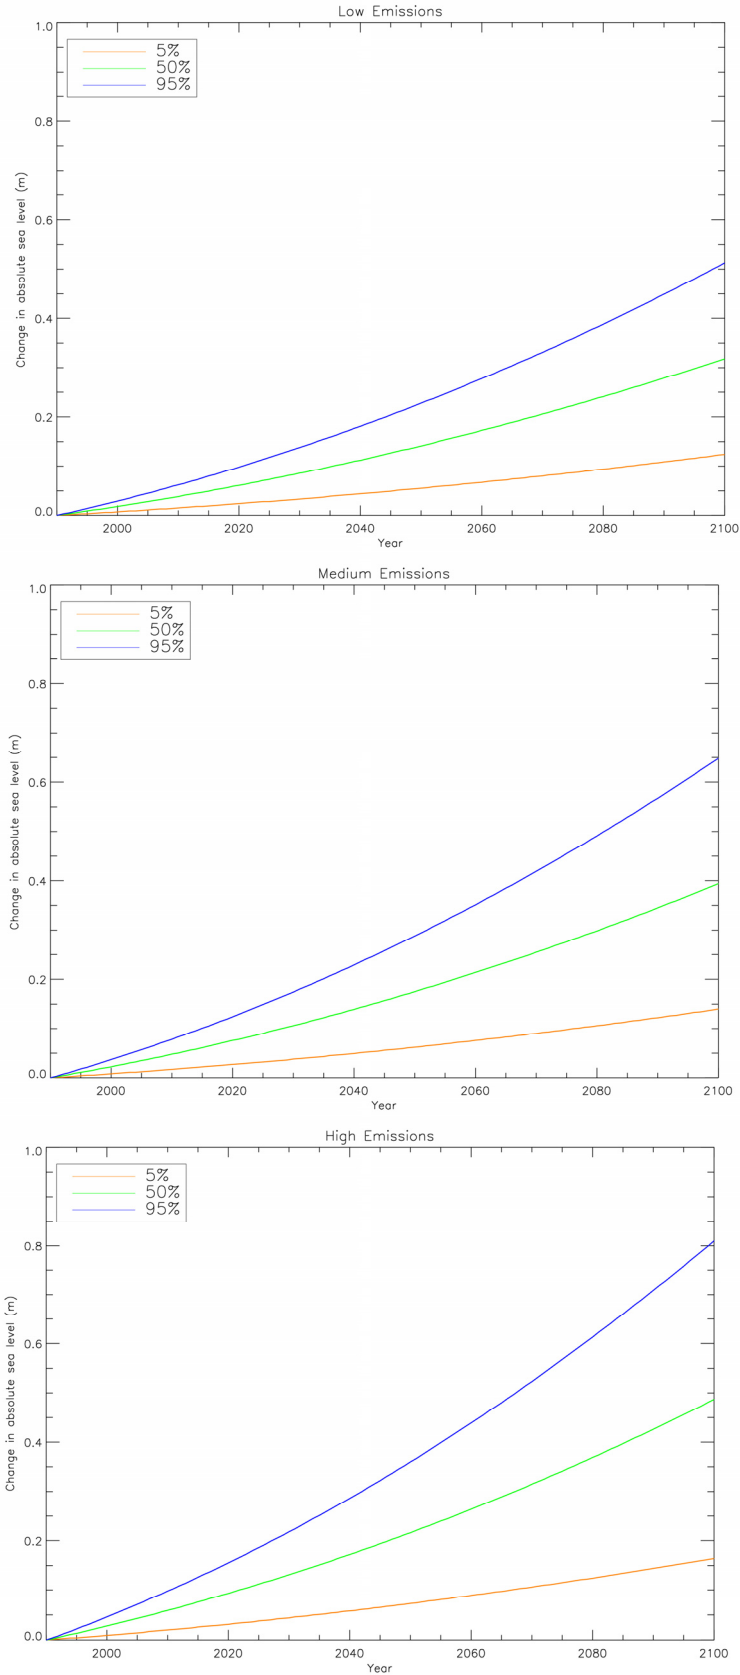 Low Emissions
5%
50%
95%
1.0
0.8
0.6
0.4
0.2
0.0
Change in absolute sea level (m)
2000 2020 2040 2060 2080 2100
Year
Medium Emissions
5%
50%
95%
1.0
0.8
0.6
0.4
0.2
0.0
Change in absolute sea level (m)
2000 2020 2040 2060 2080 2100
Year
High Emissions
5%
50%
95%
1.0
0.8
0.6
0.4
0.2
0.0
Change in absolute sea level (m)
2000 2020 2040 2060 2080 2100
Year